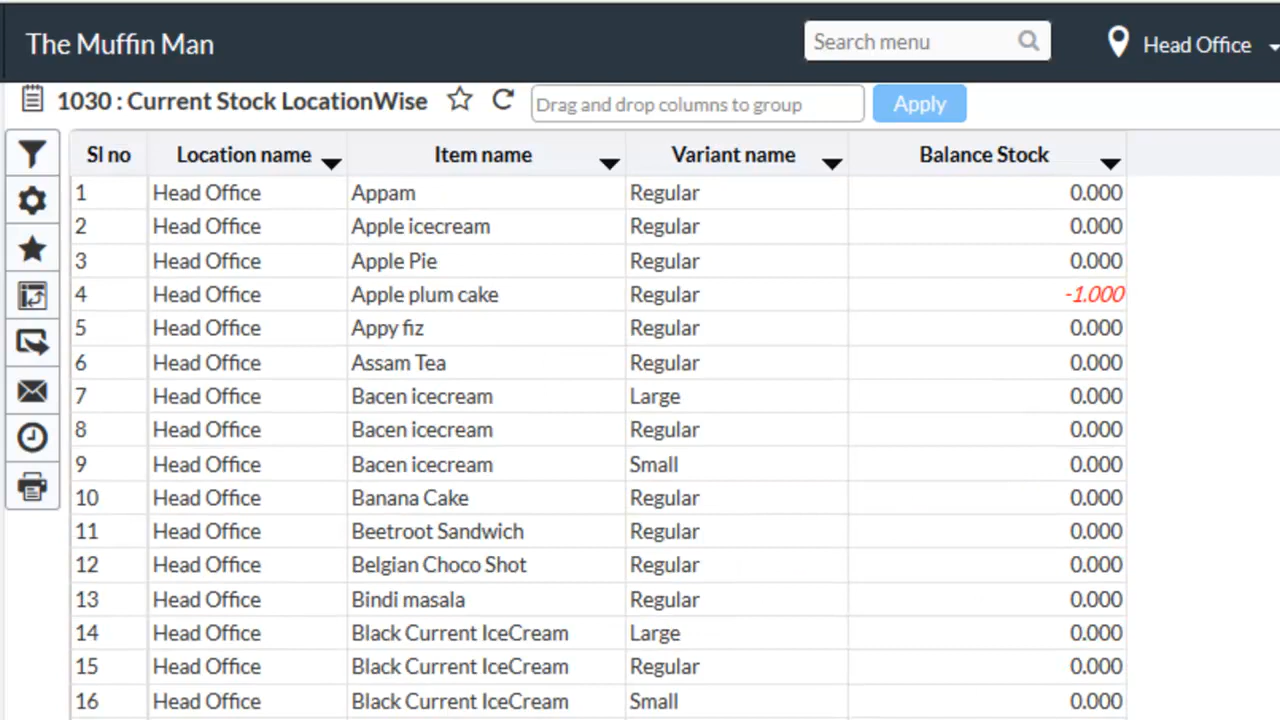 The Muffin Man Search menu Head Office
1030 : Current Stock LocationWise Drag and drop columns to group Apply
Sl no Location name Item name Variant name Balance Stock
1 Head Office Appam Regular 0.000
2 Head Office Apple icecream Regular 0.000
3 Head Office Apple Pie Regular 0.000
4 Head Office Apple plum cake Regular -1.000
5 Head Office Appy fiz Regular 0.000
6 Head Office Assam Tea Regular 0.000
7 Head Office Bacen icecream Large 0.000
8 Head Office Bacen icecream Regular 0.000
9 Head Office Bacen icecream Small 0.000
10 Head Office Banana Cake Regular 0.000
11 Head Office Beetroot Sandwich Regular 0.000
12 Head Office Belgian Choco Shot Regular 0.000
13 Head Office Bindi masala Regular 0.000
14 Head Office Black Current IceCream Large 0.000
15 Head Office Black Current IceCream Regular 0.000
16 Head Office Black Current IceCream Small 0.000